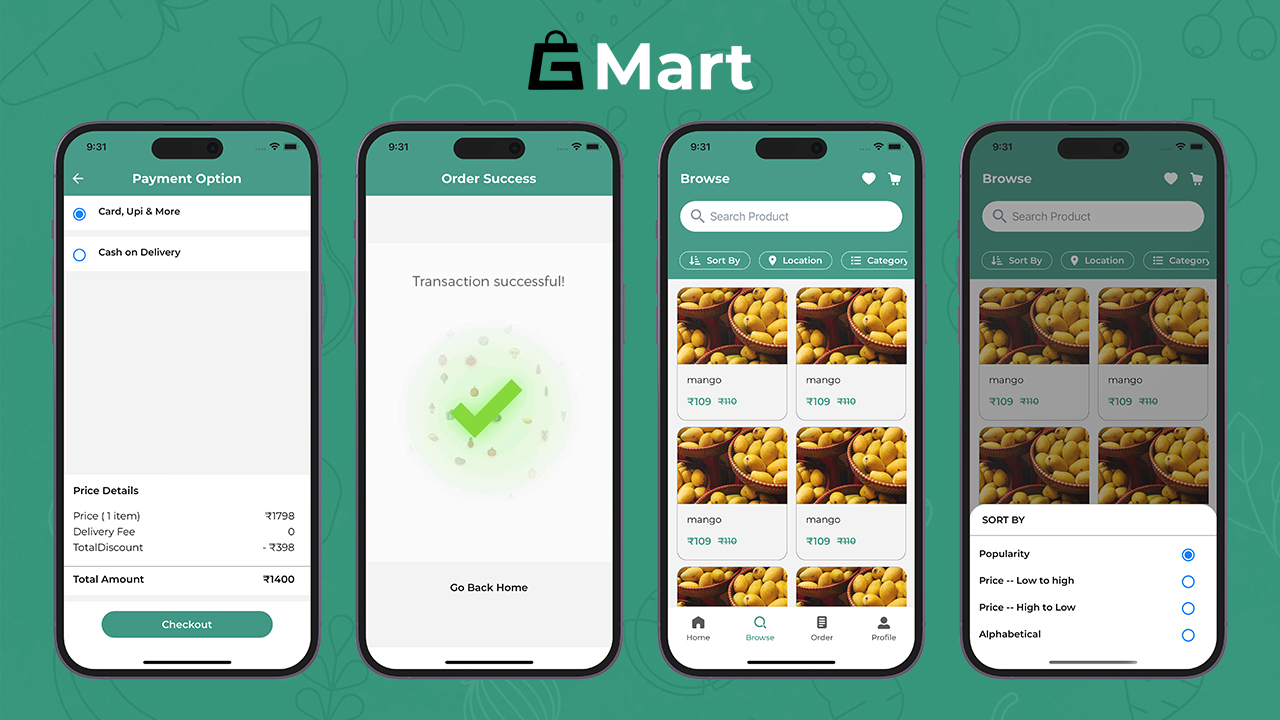 G Mart
9:31
Payment Option
Card, Upi & More
Cash on Delivery
Price Details
Price ( 1 item) ₹1798
Delivery Fee 0
TotalDiscount - ₹398
Total Amount ₹1400
Checkout
9:31
Order Success
Transaction successful!
Go Back Home
9:31
Browse
Search Product
Sort By Location Category
mango mango
₹109 ₹110 ₹109 ₹110
mango mango
₹109 ₹110 ₹109 ₹110
Home Browse Order Profile
9:31
Browse
Search Product
Sort By Location Category
mango mango
₹109 ₹110 ₹109 ₹110
SORT BY
Popularity
Price -- Low to high
Price -- High to Low
Alphabetical